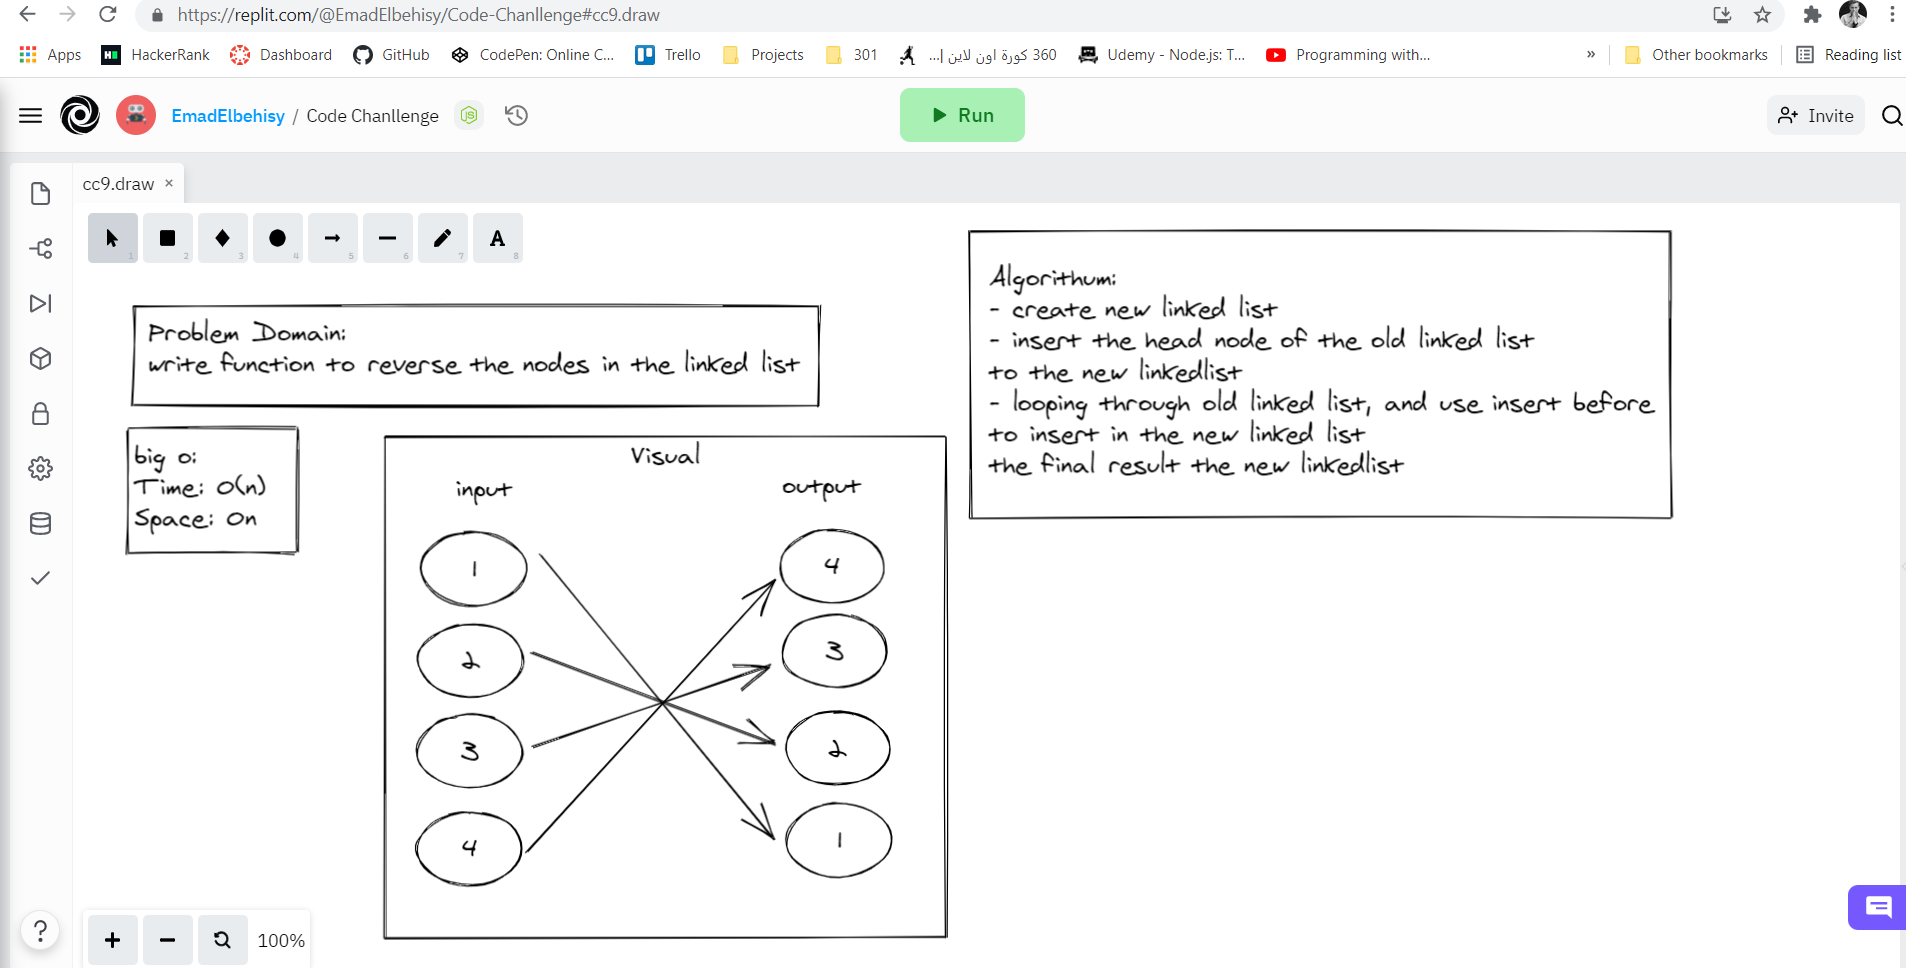 https://replit.com/@EmadElbehisy/Code-Chanllenge#cc9.draw
Apps
HackerRank
Dashboard
GitHub
CodePen: Online C...
Trello
Projects
301
360 كورة اون لاين |...
Udemy - Node.js: T...
Programming with...
»
Other bookmarks
Reading list
EmadElbehisy / Code Chanllenge
Run
Invite
cc9.draw ×
1 2 3 4 5 6 7 A 8
Problem Domain:
write function to reverse the nodes in the linked list
big o:
Time: O(n)
Space: On
Visual
input
output
1
2
3
4
4
3
2
1
Algorithum:
- create new linked list
- insert the head node of the old linked list
to the new linkedlist
- looping through old linked list, and use insert before
to insert in the new linked list
the final result the new linkedlist
?
100%